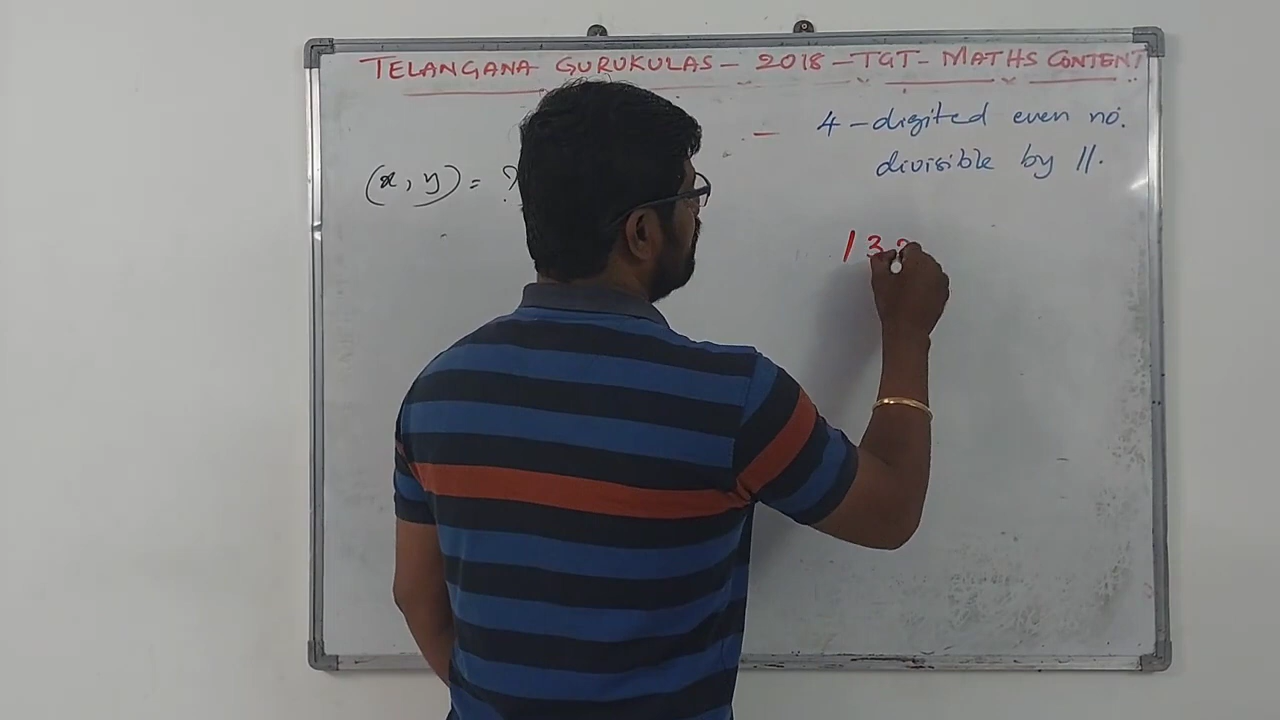 TELANGANA GURUKULAS - 2018 - TGT - MATHS CONTENT
(x, y) = ?
- 4 - digited even no.
divisible by 11.
13